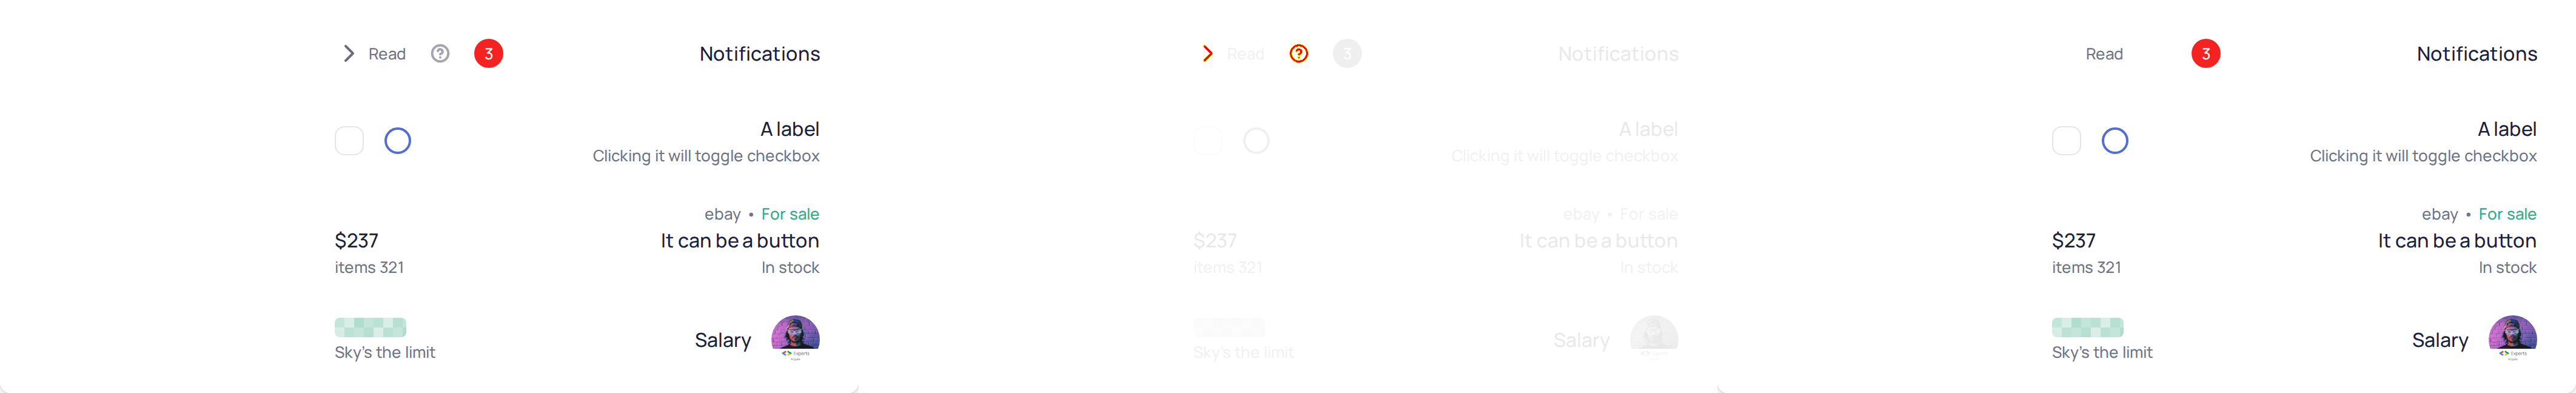 Read
?
3
Notifications
A label
Clicking it will toggle checkbox
ebay • For sale
$237
It can be a button
items 321
In stock
Salary
Experts
Sky's the limit
Read
?
3
Notifications
A label
Clicking it will toggle checkbox
ebay • For sale
$237
It can be a button
items 321
In stock
Salary
Sky's the limit
Read
3
Notifications
A label
Clicking it will toggle checkbox
ebay • For sale
$237
It can be a button
items 321
In stock
Salary
Experts
Sky's the limit